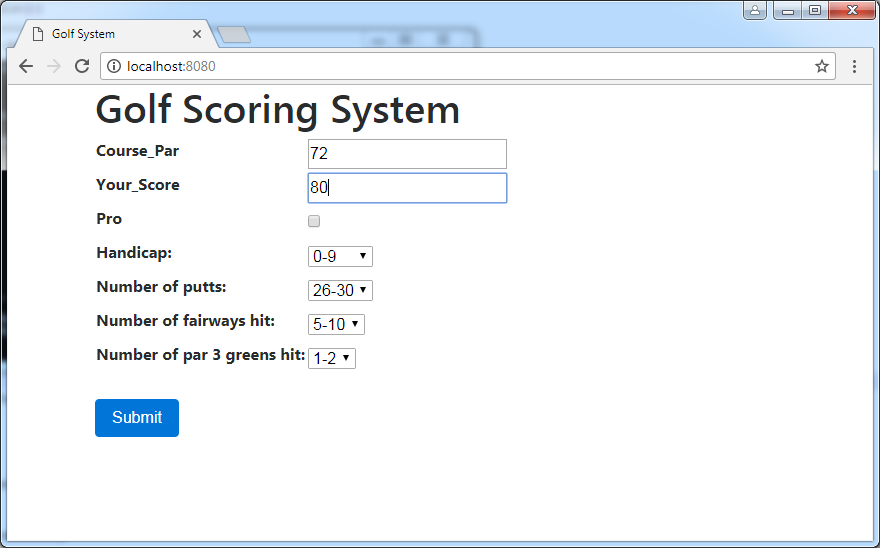 Golf System
localhost:8080
Golf Scoring System
Course_Par 72
Your_Score 80
Pro
Handicap: 0-9
Number of putts: 26-30
Number of fairways hit: 5-10
Number of par 3 greens hit: 1-2
Submit